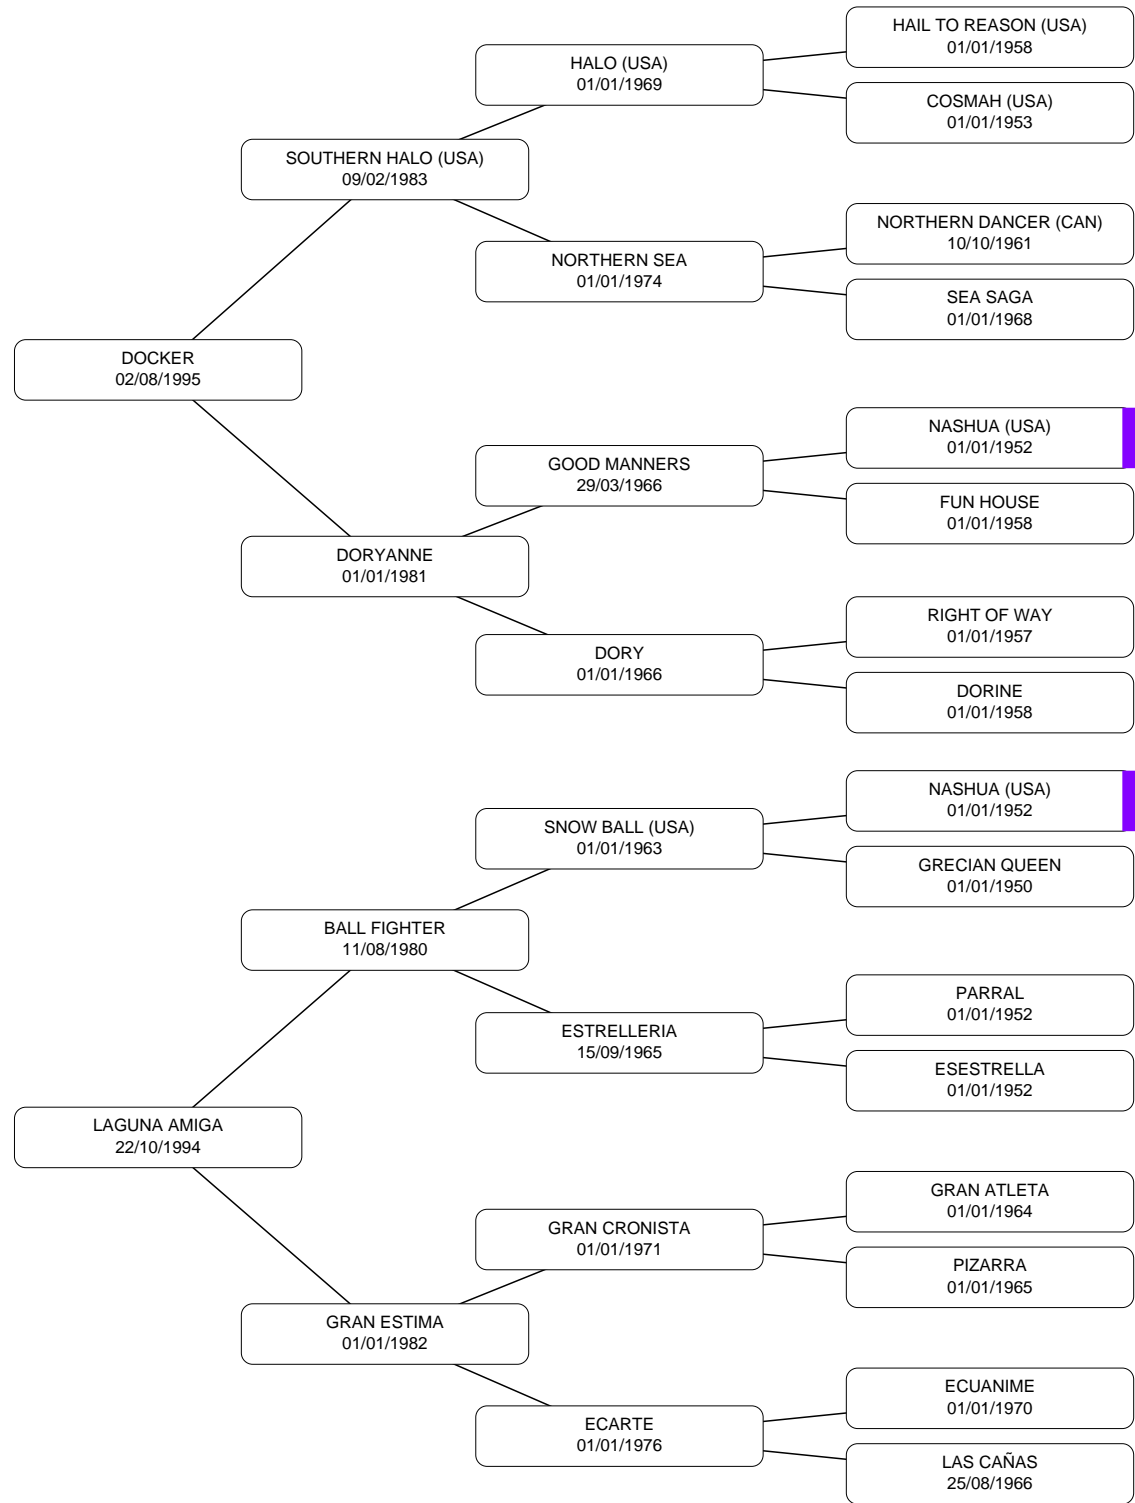 HAIL TO REASON (USA)
01/01/1958
HALO (USA)
01/01/1969
COSMAH (USA)
01/01/1953
SOUTHERN HALO (USA)
09/02/1983
NORTHERN DANCER (CAN)
10/10/1961
NORTHERN SEA
01/01/1974
SEA SAGA
01/01/1968
DOCKER
02/08/1995
NASHUA (USA)
01/01/1952
GOOD MANNERS
29/03/1966
FUN HOUSE
01/01/1958
DORYANNE
01/01/1981
RIGHT OF WAY
01/01/1957
DORY
01/01/1966
DORINE
01/01/1958
NASHUA (USA)
01/01/1952
SNOW BALL (USA)
01/01/1963
GRECIAN QUEEN
01/01/1950
BALL FIGHTER
11/08/1980
PARRAL
01/01/1952
ESTRELLERIA
15/09/1965
ESESTRELLA
01/01/1952
LAGUNA AMIGA
22/10/1994
GRAN ATLETA
01/01/1964
GRAN CRONISTA
01/01/1971
PIZARRA
01/01/1965
GRAN ESTIMA
01/01/1982
ECUANIME
01/01/1970
ECARTE
01/01/1976
LAS CAÑAS
25/08/1966